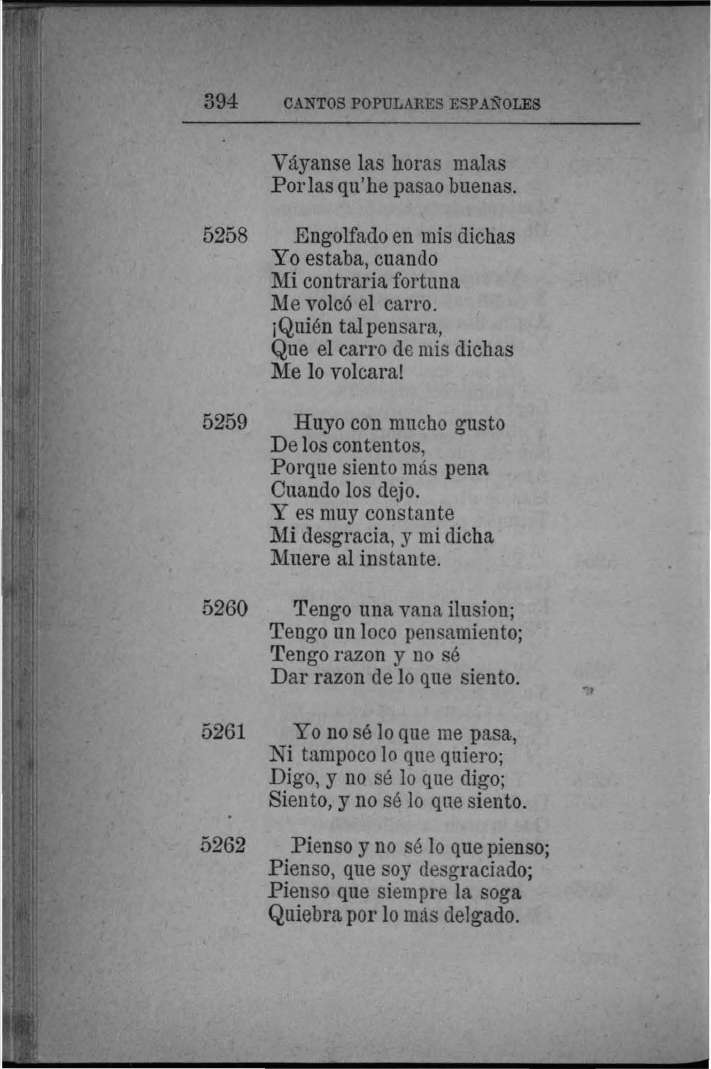 394 CANTOS POPULARES ESPAÑOLES
Váyanse las horas malas
Por las qu'he pasao buenas.
5258 Engolfado en mis dichas
Yo estaba, cuando
Mi contraria fortuna
Me volcó el carro.
¡Quién tal pensara,
Que el carro de mis dichas
Me lo volcara!
5259 Huyo con mucho gusto
De los contentos,
Porque siento más pena
Cuando los dejo.
Y es muy constante
Mi desgracia, y mi dicha
Muere al instante.
5260 Tengo una vana ilusion;
Tengo un loco pensamiento;
Tengo razon y no sé
Dar razon de lo que siento.
5261 Yo no sé lo que me pasa,
Ni tampoco lo que quiero;
Digo, y no sé lo que digo;
Siento, y no sé lo que siento.
5262 Pienso y no sé lo que pienso;
Pienso, que soy desgraciado;
Pienso que siempre la soga
Quiebra por lo más delgado.